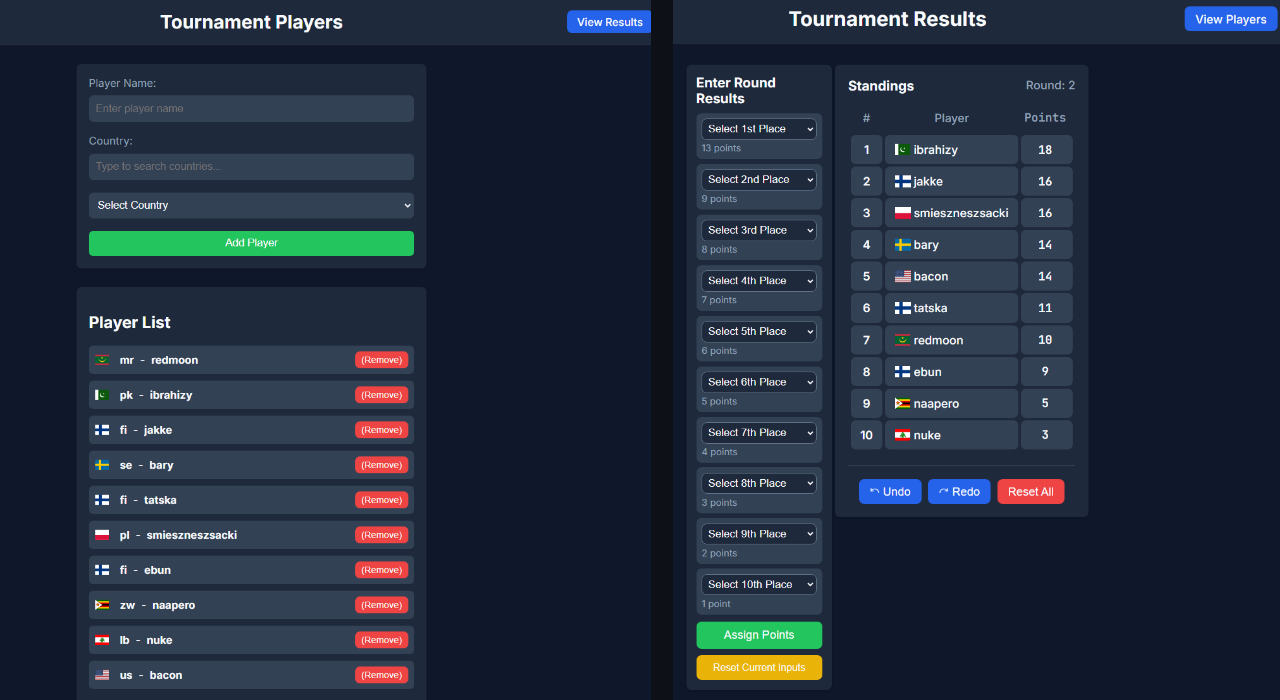 Tournament Players
View Results
Player Name:
Enter player name
Country:
Type to search countries...
Select Country
Add Player
Player List
mr - redmoon (Remove)
pk - ibrahizy (Remove)
fi - jakke (Remove)
se - bary (Remove)
fi - tatska (Remove)
pl - smieszneszsacki (Remove)
fi - ebun (Remove)
zw - naapero (Remove)
lb - nuke (Remove)
us - bacon (Remove)
Tournament Results
View Players
Enter Round
Results
Select 1st Place
13 points
Select 2nd Place
9 points
Select 3rd Place
8 points
Select 4th Place
7 points
Select 5th Place
6 points
Select 6th Place
5 points
Select 7th Place
4 points
Select 8th Place
3 points
Select 9th Place
2 points
Select 10th Place
1 point
Assign Points
Reset Current Inputs
Standings Round: 2
# Player Points
1 ibrahizy 18
2 jakke 16
3 smieszneszsacki 16
4 bary 14
5 bacon 14
6 tatska 11
7 redmoon 10
8 ebun 9
9 naapero 5
10 nuke 3
Undo Redo Reset All